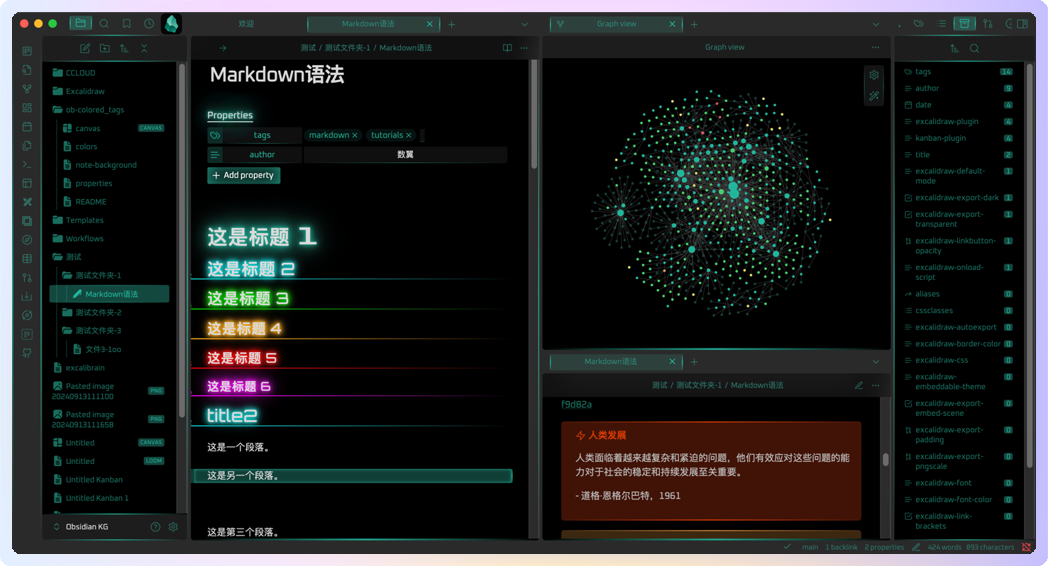 欢迎
Markdown语法
Graph view
CCLOUD
Excalidraw
ob-colored_tags
canvas CANVAS
colors
note-background
properties
README
Templates
Workflows
测试
测试文件夹-1
Markdown语法
测试文件夹-2
测试文件夹-3
文件3-1oo
excalibrain
Pasted image
20240913111100 PNG
Pasted image
20240913111658 PNG
Untitled CANVAS
Untitled LOOM
Untitled Kanban
Untitled Kanban 1
Obsidian KG
测试 / 测试文件夹-1 / Markdown语法
Markdown语法
Properties
tags markdown tutorials
author 数翼
+ Add property
这是标题 1
这是标题 2
这是标题 3
这是标题 4
这是标题 5
这是标题 6
title2
这是一个段落。
这是另一个段落。
这是第三个段落。
Graph view
Markdown语法
测试 / 测试文件夹-1 / Markdown语法
f9d82a
人类发展
人类面临着越来越复杂和紧迫的问题，他们有效应对这些问题的能
力对于社会的稳定和持续发展至关重要。
- 道格·恩格尔巴特，1961
tags 14
author 9
date 4
excalidraw-plugin 4
kanban-plugin 4
title 2
excalidraw-default-
mode 1
excalidraw-export-dark 1
excalidraw-export-
transparent 1
excalidraw-linkbutton-
opacity 1
excalidraw-onload-
script 1
aliases 0
cssclasses 0
excalidraw-autoexport 0
excalidraw-border-color 0
excalidraw-css 0
excalidraw-
embeddable-theme 0
excalidraw-export-
embed-scene 0
excalidraw-export-
padding 0
excalidraw-export-
pngscale 0
excalidraw-font 0
excalidraw-font-color 0
excalidraw-link-
brackets 0
main 1 backlink 2 properties 424 words 893 characters